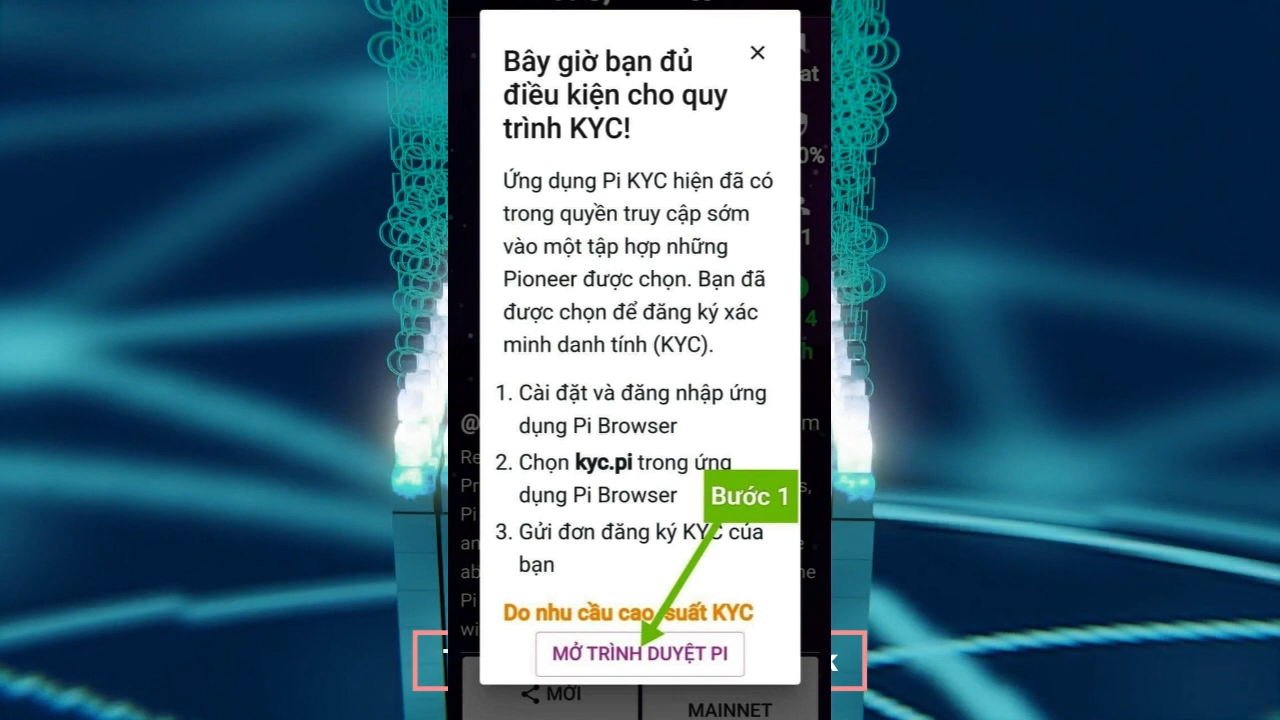 Bây giờ bạn đủ
điều kiện cho quy
trình KYC!
Ứng dụng Pi KYC hiện đã có
trong quyền truy cập sớm
vào một tập hợp những
Pioneer được chọn. Bạn đã
được chọn để đăng ký xác
minh danh tính (KYC).
1. Cài đặt và đăng nhập ứng
dụng Pi Browser
2. Chọn kyc.pi trong ứng
dụng Pi Browser
Bước 1
3. Gửi đơn đăng ký KYC của
bạn
Do nhu cầu cao, suất KYC
MỞ TRÌNH DUYỆT PI
MỜI
MAINNET